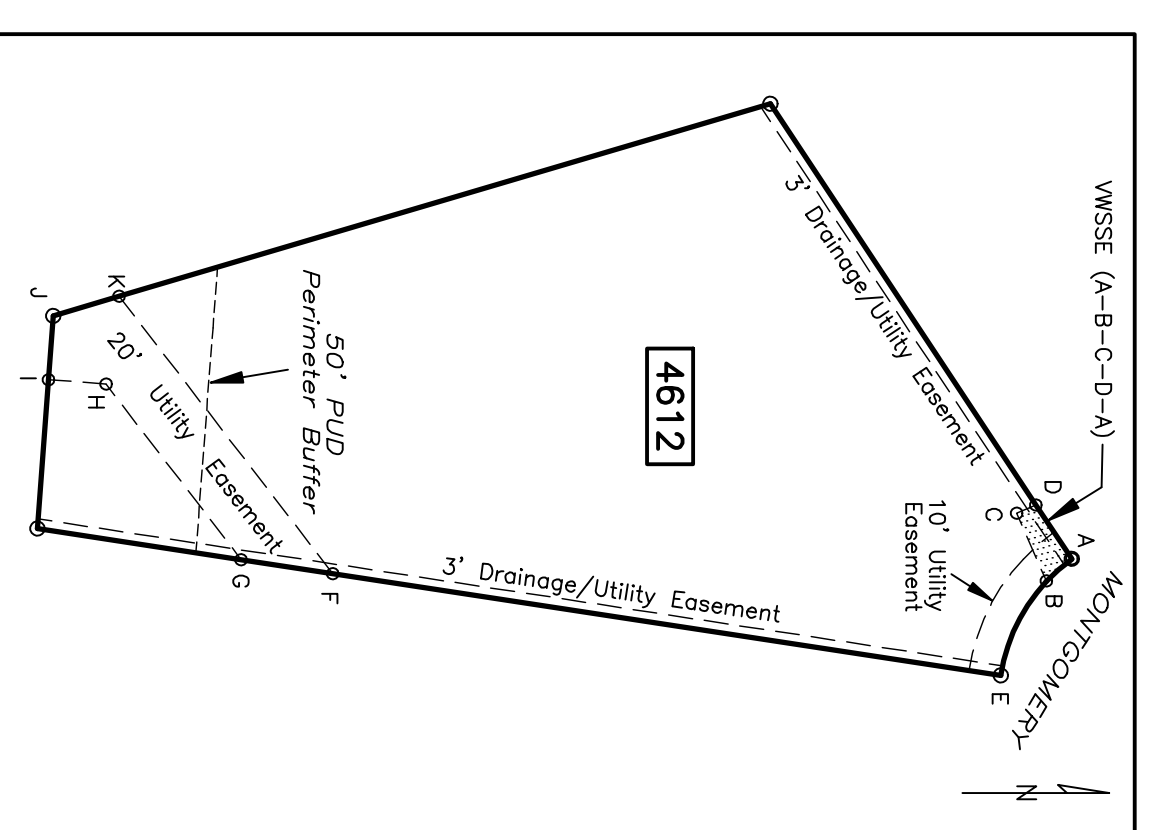 VWSSE (A-B-C-D-A)
MONTGOMERY
A
B
C
D
E
10' Utility
Easement
3' Drainage/Utility Easement
4612
3' Drainage/Utility Easement
50' PUD
Perimeter Buffer
F
G
20' Utility Easement
H
I
J
K
N